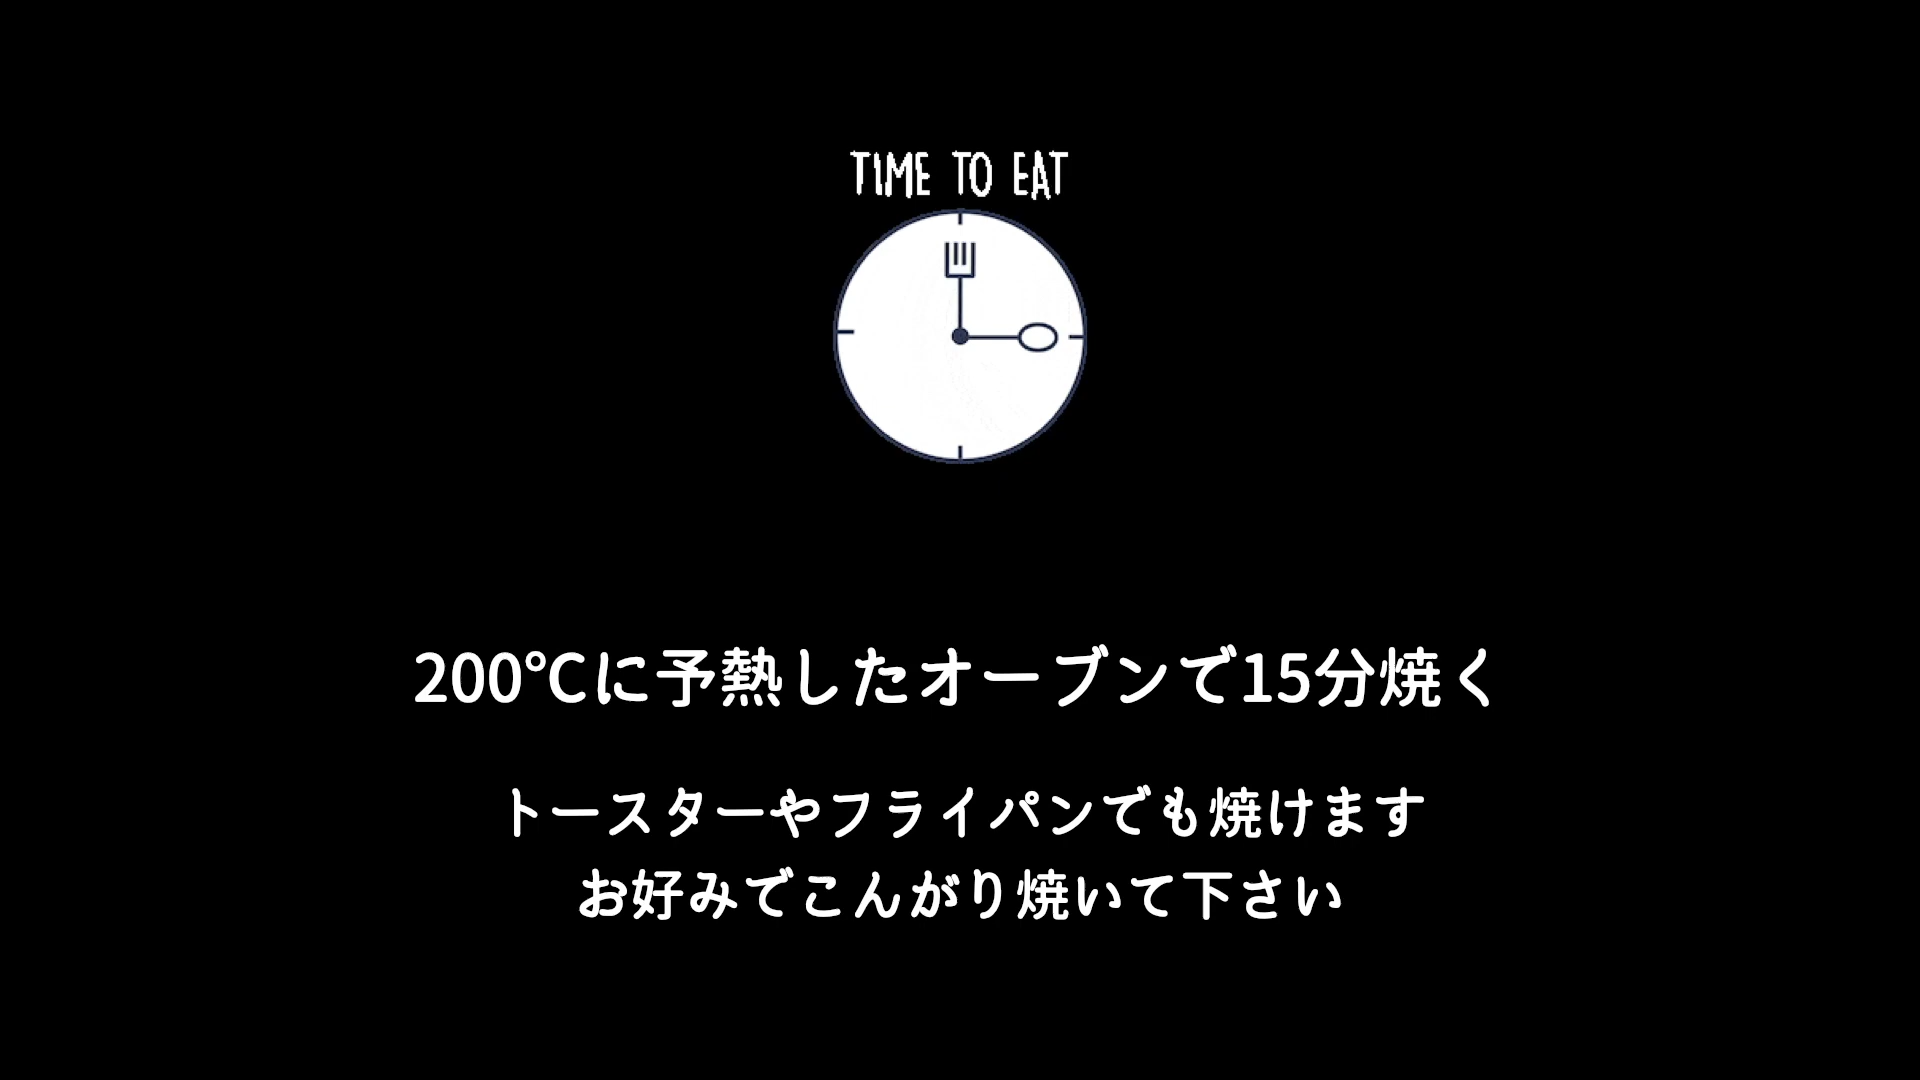 TIME TO EAT
200℃に予熱したオーブンで15分焼く
トースターやフライパンでも焼けます
お好みでこんがり焼いて下さい